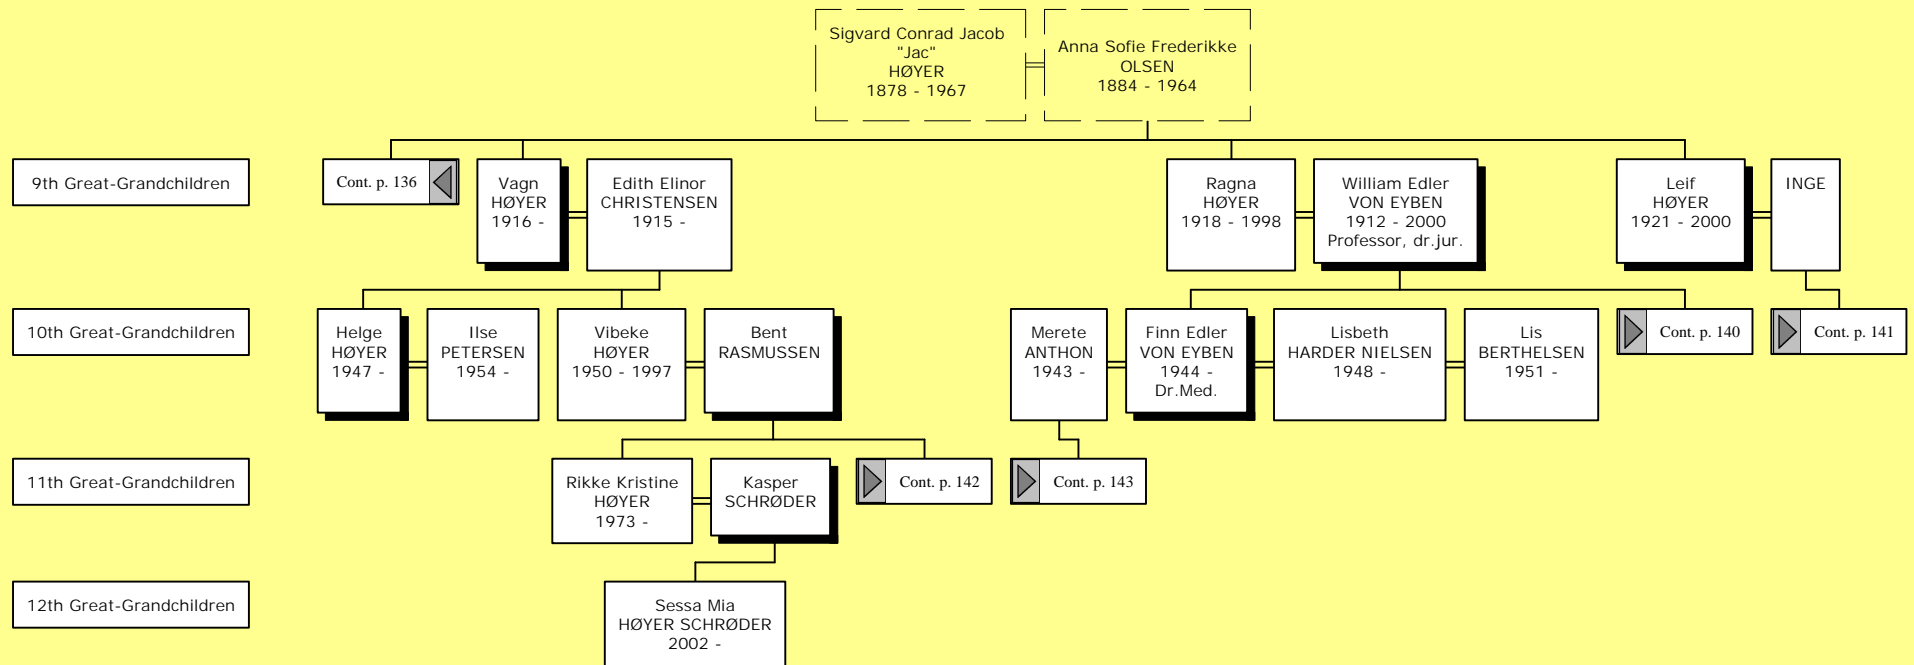 Sigvard Conrad Jacob
"Jac"
HØYER
1878 - 1967
Anna Sofie Frederikke
OLSEN
1884 - 1964
9th Great-Grandchildren
Cont. p. 136
Vagn
HØYER
1916 -
Edith Elinor
CHRISTENSEN
1915 -
Ragna
HØYER
1918 - 1998
William Edler
VON EYBEN
1912 - 2000
Professor, dr.jur.
Leif
HØYER
1921 - 2000
INGE
10th Great-Grandchildren
Helge
HØYER
1947 -
Ilse
PETERSEN
1954 -
Vibeke
HØYER
1950 - 1997
Bent
RASMUSSEN
Merete
ANTHON
1943 -
Finn Edler
VON EYBEN
1944 -
Dr.Med.
Lisbeth
HARDER NIELSEN
1948 -
Lis
BERTHELSEN
1951 -
Cont. p. 140
Cont. p. 141
11th Great-Grandchildren
Rikke Kristine
HØYER
1973 -
Kasper
SCHRØDER
Cont. p. 142
Cont. p. 143
12th Great-Grandchildren
Sessa Mia
HØYER SCHRØDER
2002 -